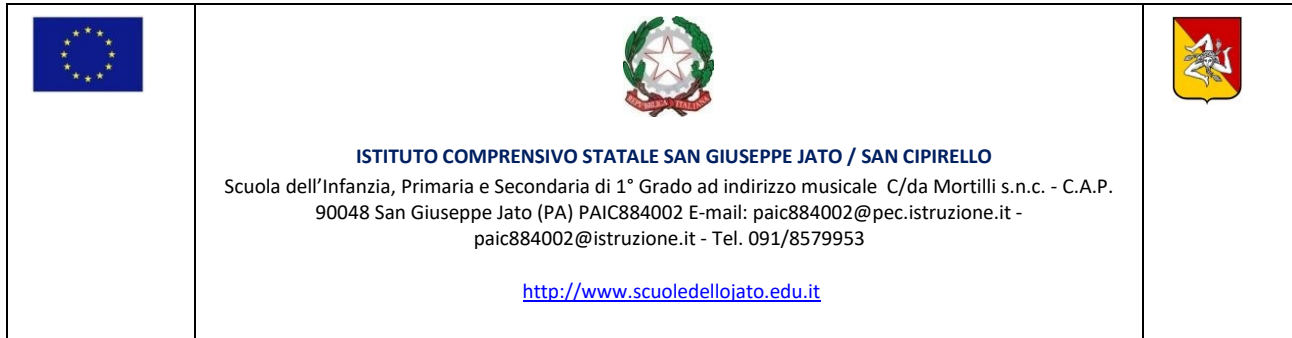 REPVBBLICA ITALIANA
ISTITUTO COMPRENSIVO STATALE SAN GIUSEPPE JATO / SAN CIPIRELLO
Scuola dell’Infanzia, Primaria e Secondaria di 1° Grado ad indirizzo musicale C/da Mortilli s.n.c. - C.A.P.
90048 San Giuseppe Jato (PA) PAIC884002 E-mail: paic884002@pec.istruzione.it -
paic884002@istruzione.it - Tel. 091/8579953
http://www.scuoledellojato.edu.it